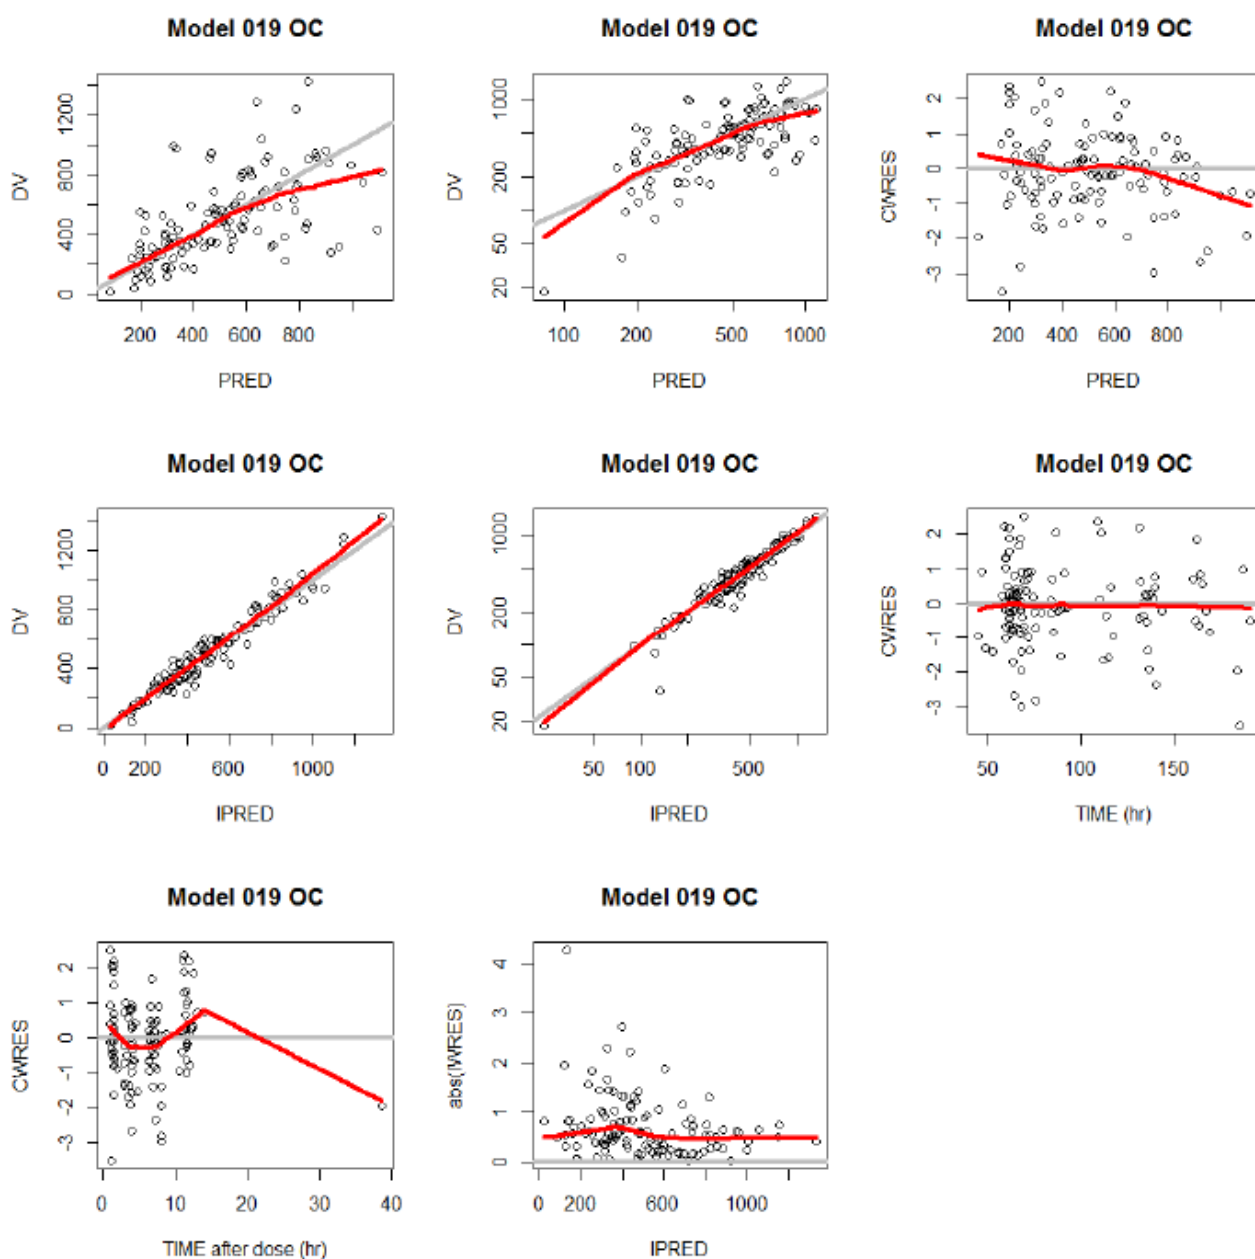 Model 019 OC
DV
0 400 800 1200
200 400 600 800
PRED
Model 019 OC
DV
20 50 200 1000
100 200 500 1000
PRED
Model 019 OC
CWRES
-3 -1 0 1 2
200 400 600 800
PRED
Model 019 OC
DV
0 400 800 1200
0 200 600 1000
IPRED
Model 019 OC
DV
20 50 200 1000
50 100 500
IPRED
Model 019 OC
CWRES
-3 -1 0 1 2
50 100 150
TIME (hr)
Model 019 OC
CWRES
-3 -1 0 1 2
0 10 20 30 40
TIME after dose (hr)
Model 019 OC
abs(IWRES)
0 1 2 3 4
0 200 600 1000
IPRED